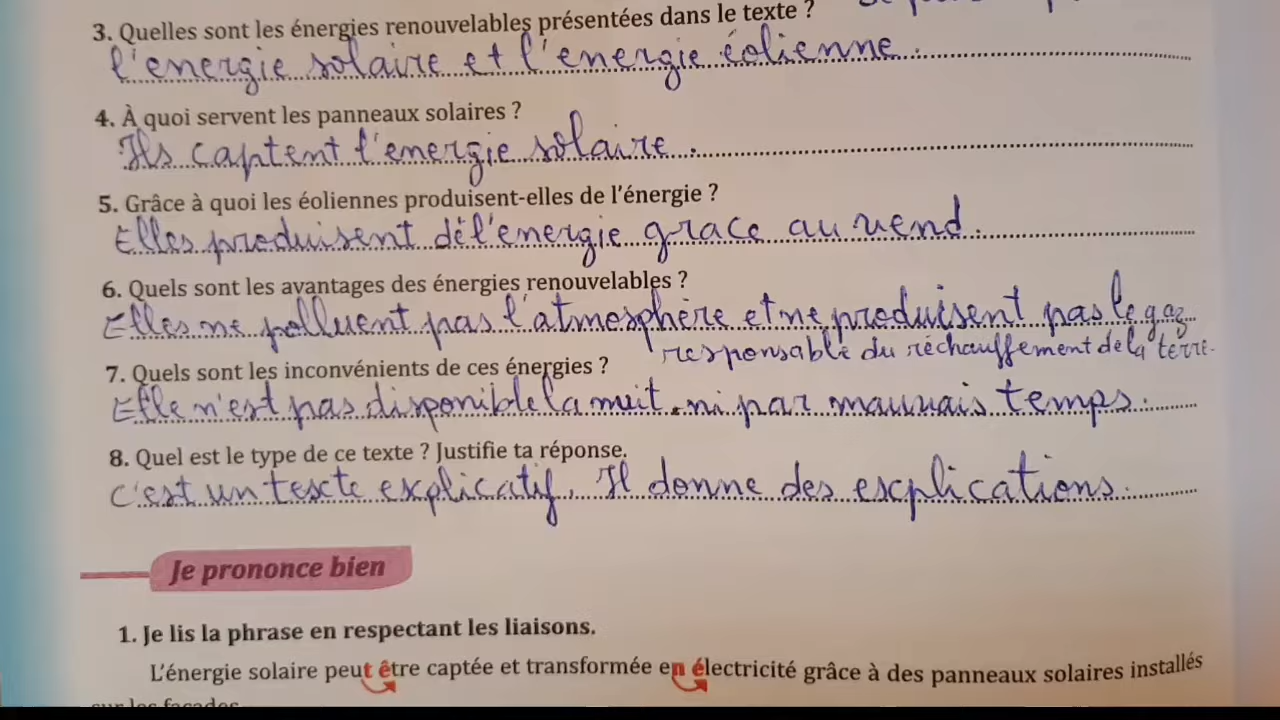 3. Quelles sont les énergies renouvelables présentées dans le texte ?
l'energie solaire et l'energie éolienne.
4. À quoi servent les panneaux solaires ?
Ils captent l'energie solaire.
5. Grâce à quoi les éoliennes produisent-elles de l'énergie ?
Elles produisent de l'énergie grace au vend.
6. Quels sont les avantages des énergies renouvelables ?
Elles ne polluent pas l'atmosphère et ne produisent pas le gaz
responsable du réchauffement de la terre.
7. Quels sont les inconvénients de ces énergies ?
Elle n'est pas disponible la nuit. ni par mauvais temps.
8. Quel est le type de ce texte ? Justifie ta réponse.
C'est un texte explicatif, Il donne des explications.
Je prononce bien
1. Je lis la phrase en respectant les liaisons.
L'énergie solaire peut être captée et transformée en électricité grâce à des panneaux solaires installés
sur les façades